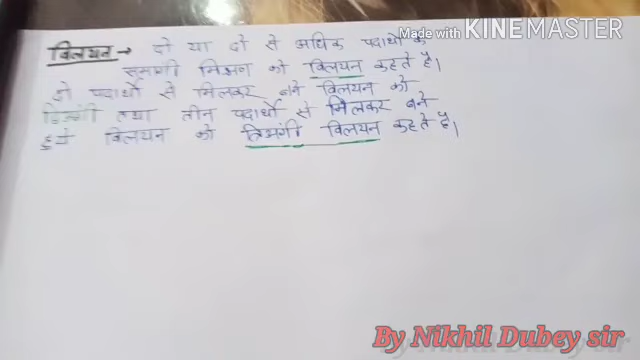 Made with KINEMASTER
विलयन → दो या दो से अधिक पदार्थों के
समांगी मिश्रण को विलयन कहते है।
दो पदार्थों से मिलकर बने विलयन को
द्विअंगी तथा तीन पदार्थों से मिलकर बने
हुये विलयन को त्रिअंगी विलयन कहते है।
By Nikhil Dubey sir